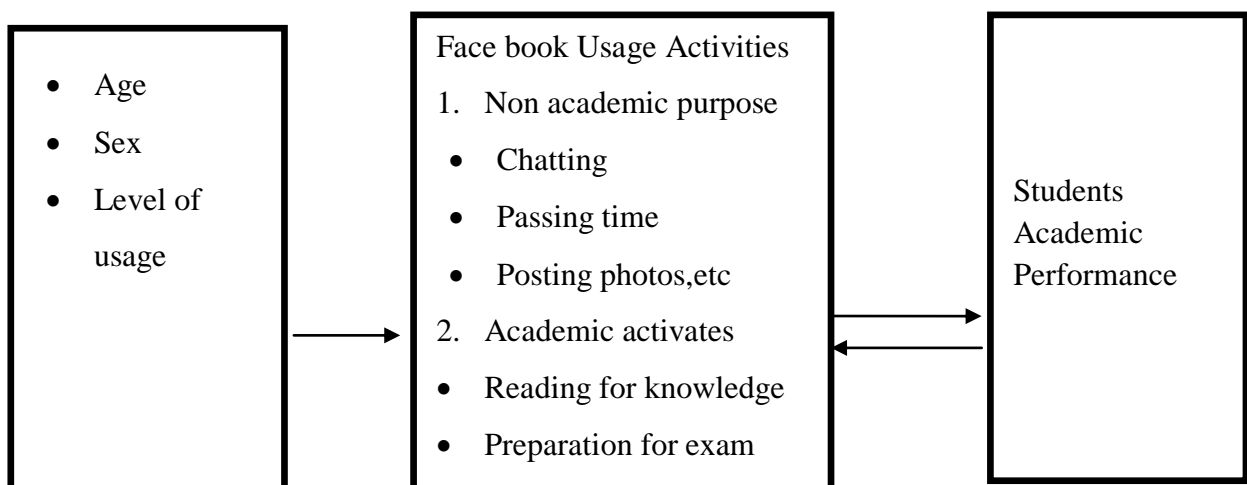 • Age
• Sex
• Level of
usage
Face book Usage Activities
1. Non academic purpose
• Chatting
• Passing time
• Posting photos,etc
2. Academic activates
• Reading for knowledge
• Preparation for exam
Students
Academic
Performance